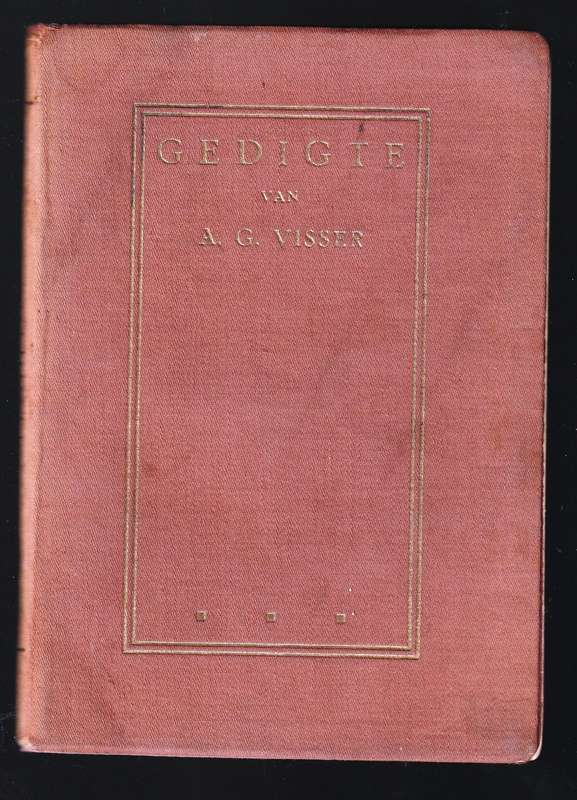 GEDIGTE
VAN
A. G. VISSER